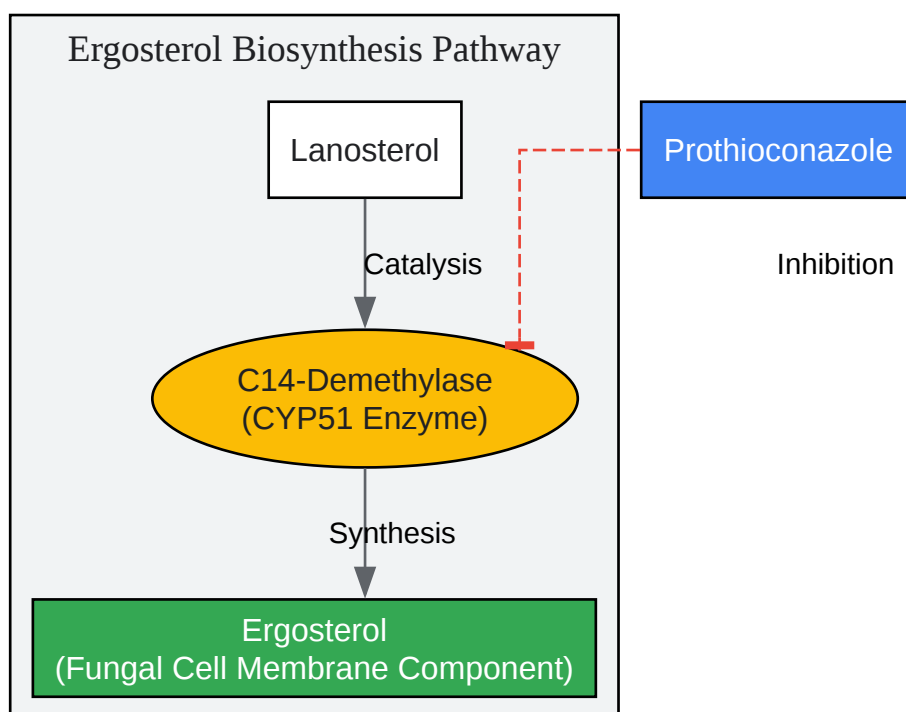 Ergosterol Biosynthesis Pathway
Lanosterol
Prothioconazole
Catalysis
Inhibition
C14-Demethylase
(CYP51 Enzyme)
Synthesis
Ergosterol
(Fungal Cell Membrane Component)